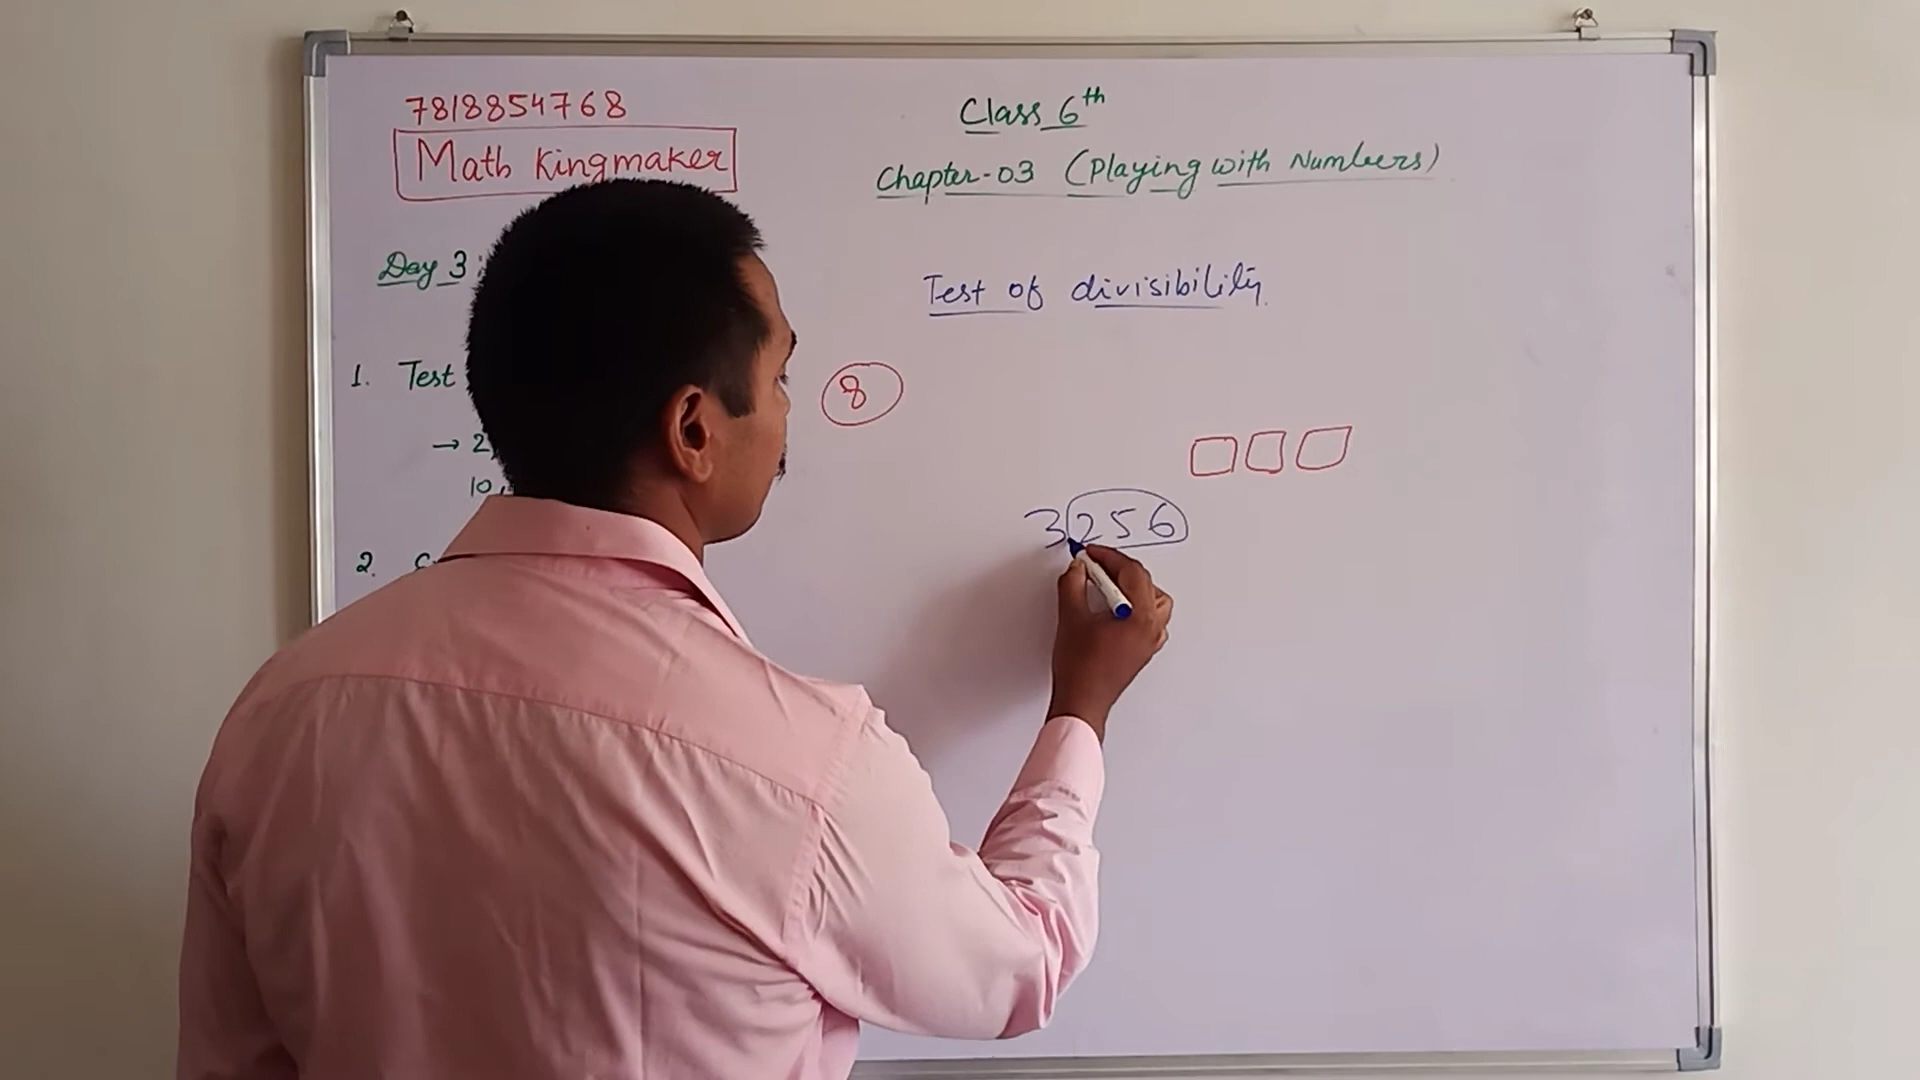 7818854768
Math Kingmaker
Class 6th
Chapter-03 (Playing with Numbers)
Day 3:
Test of divisibility
1. Test
8
→ 2,
10,
3256
2.